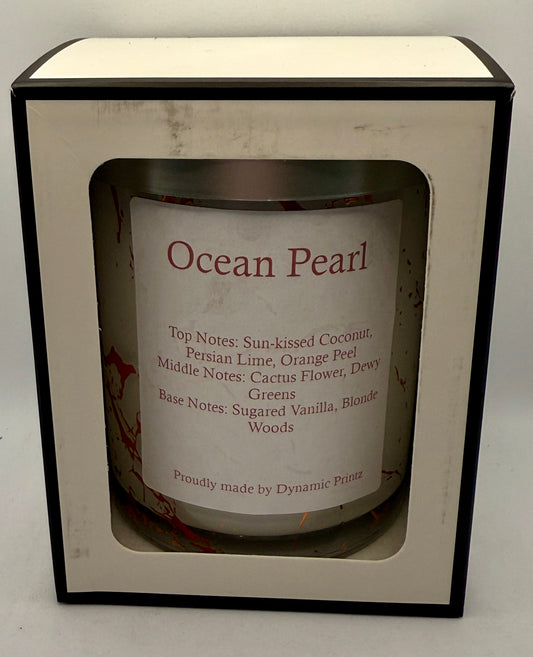 Ocean Pearl
Top Notes: Sun-kissed Coconut,
Persian Lime, Orange Peel
Middle Notes: Cactus Flower, Dewy
Greens
Base Notes: Sugared Vanilla, Blonde
Woods
Proudly made by Dynamic Printz